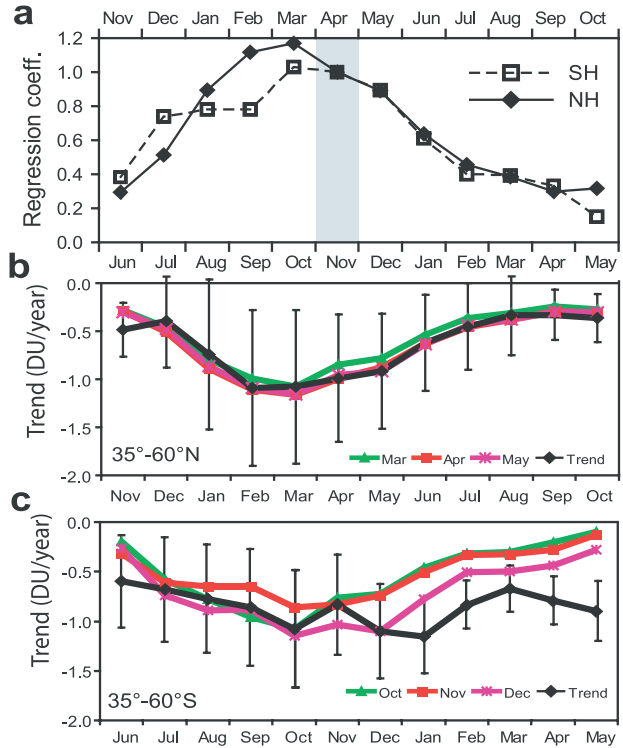 a
Nov Dec Jan Feb Mar Apr May Jun Jul Aug Sep Oct
Regression coeff.
1.2
1.0
0.8
0.6
0.4
0.2
0.0
SH
NH
Jun Jul Aug Sep Oct Nov Dec Jan Feb Mar Apr May
b
Trend (DU/year)
0.0
-0.5
-1.0
-1.5
-2.0
35°-60°N
Mar Apr May Trend
Nov Dec Jan Feb Mar Apr May Jun Jul Aug Sep Oct
c
Trend (DU/year)
0.0
-0.5
-1.0
-1.5
-2.0
35°-60°S
Oct Nov Dec Trend
Jun Jul Aug Sep Oct Nov Dec Jan Feb Mar Apr May